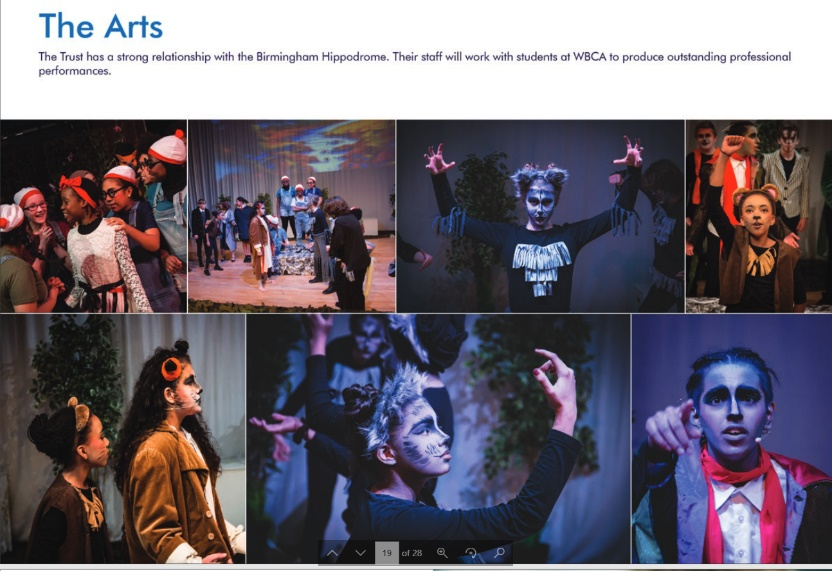 The Arts
The Trust has a strong relationship with the Birmingham Hippodrome. Their staff will work with students at WBCA to produce outstanding professional
performances.
19 of 28